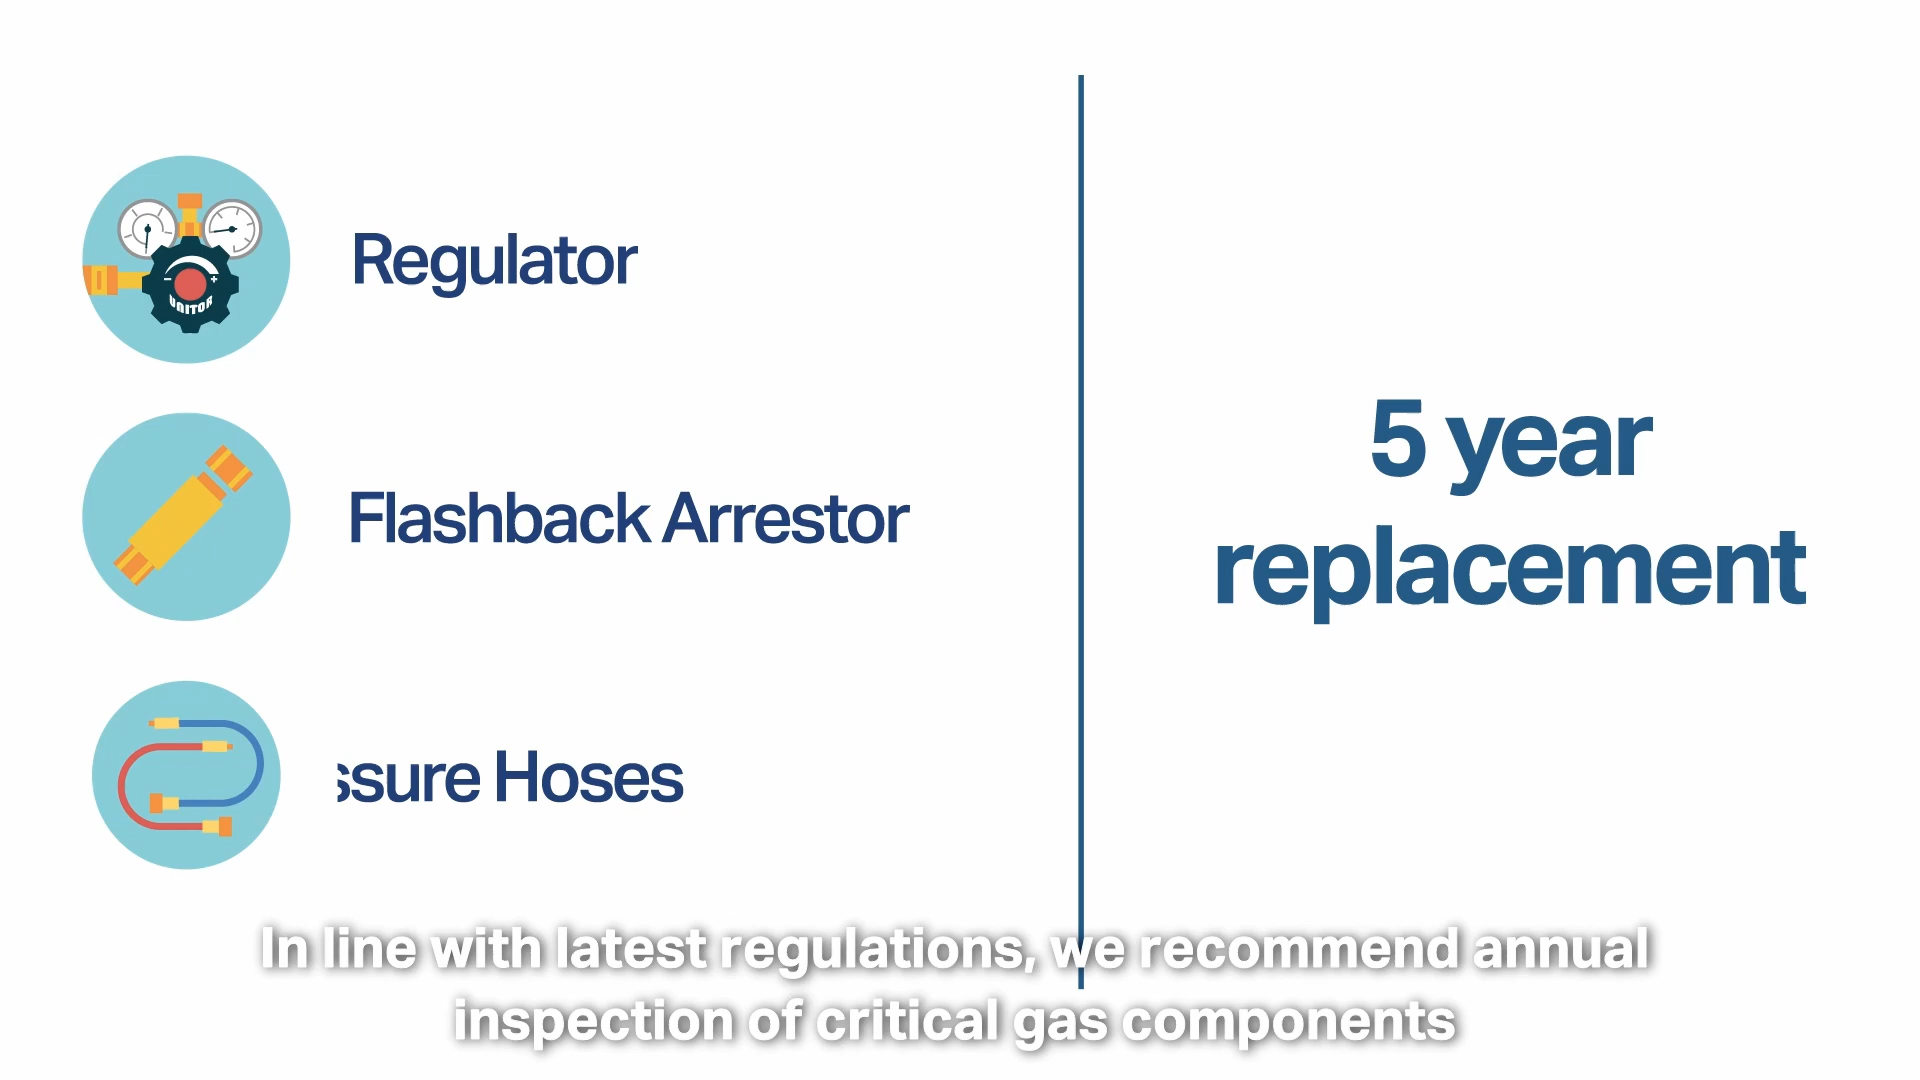 UNITOR
Regulator
Flashback Arrestor
ssure Hoses
5 year
replacement
In line with latest regulations, we recommend annual
inspection of critical gas components